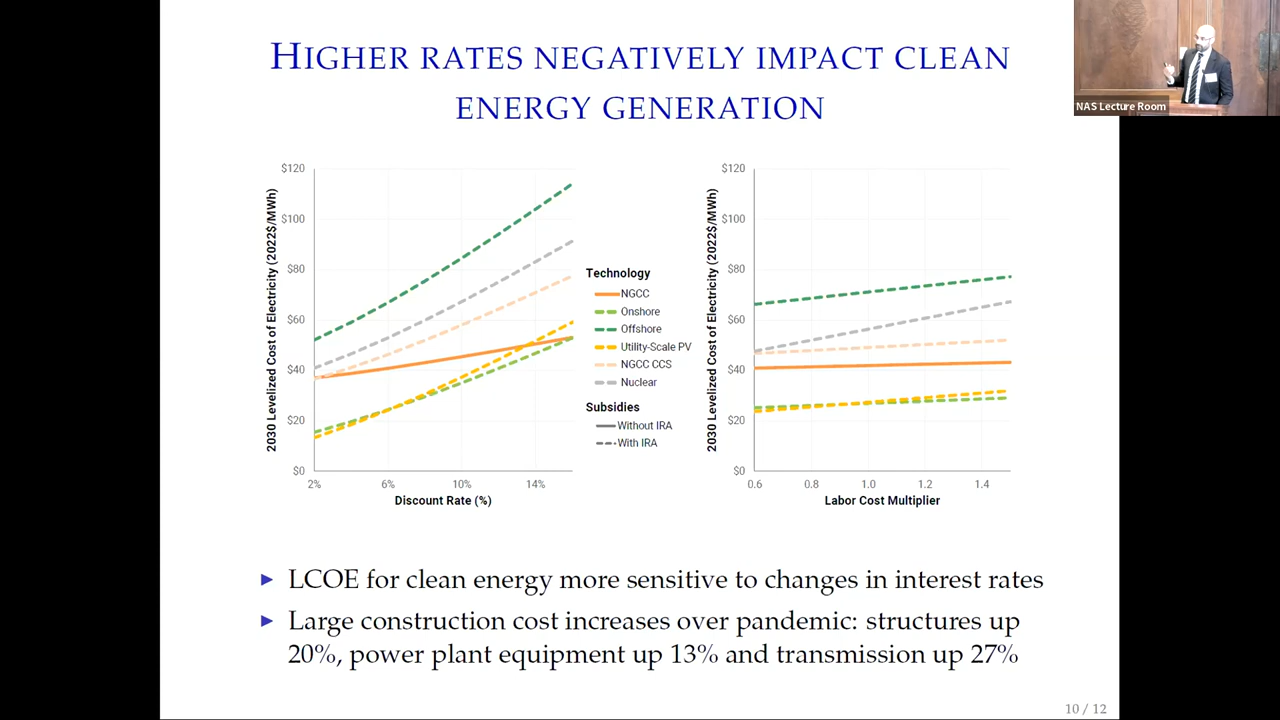 HIGHER RATES NEGATIVELY IMPACT CLEAN
ENERGY GENERATION
NAS Lecture Room
2030 Levelized Cost of Electricity (2022$/MWh)
$120
$100
$80
$60
$40
$20
$0
2%
6%
10%
14%
Discount Rate (%)
Technology
NGCC
Onshore
Offshore
Utility-Scale PV
NGCC CCS
Nuclear
Subsidies
Without IRA
With IRA
2030 Levelized Cost of Electricity (2022$/MWh)
$120
$100
$80
$60
$40
$20
$0
0.6
0.8
1.0
1.2
1.4
Labor Cost Multiplier
LCOE for clean energy more sensitive to changes in interest rates
Large construction cost increases over pandemic: structures up
20%, power plant equipment up 13% and transmission up 27%
10 / 12